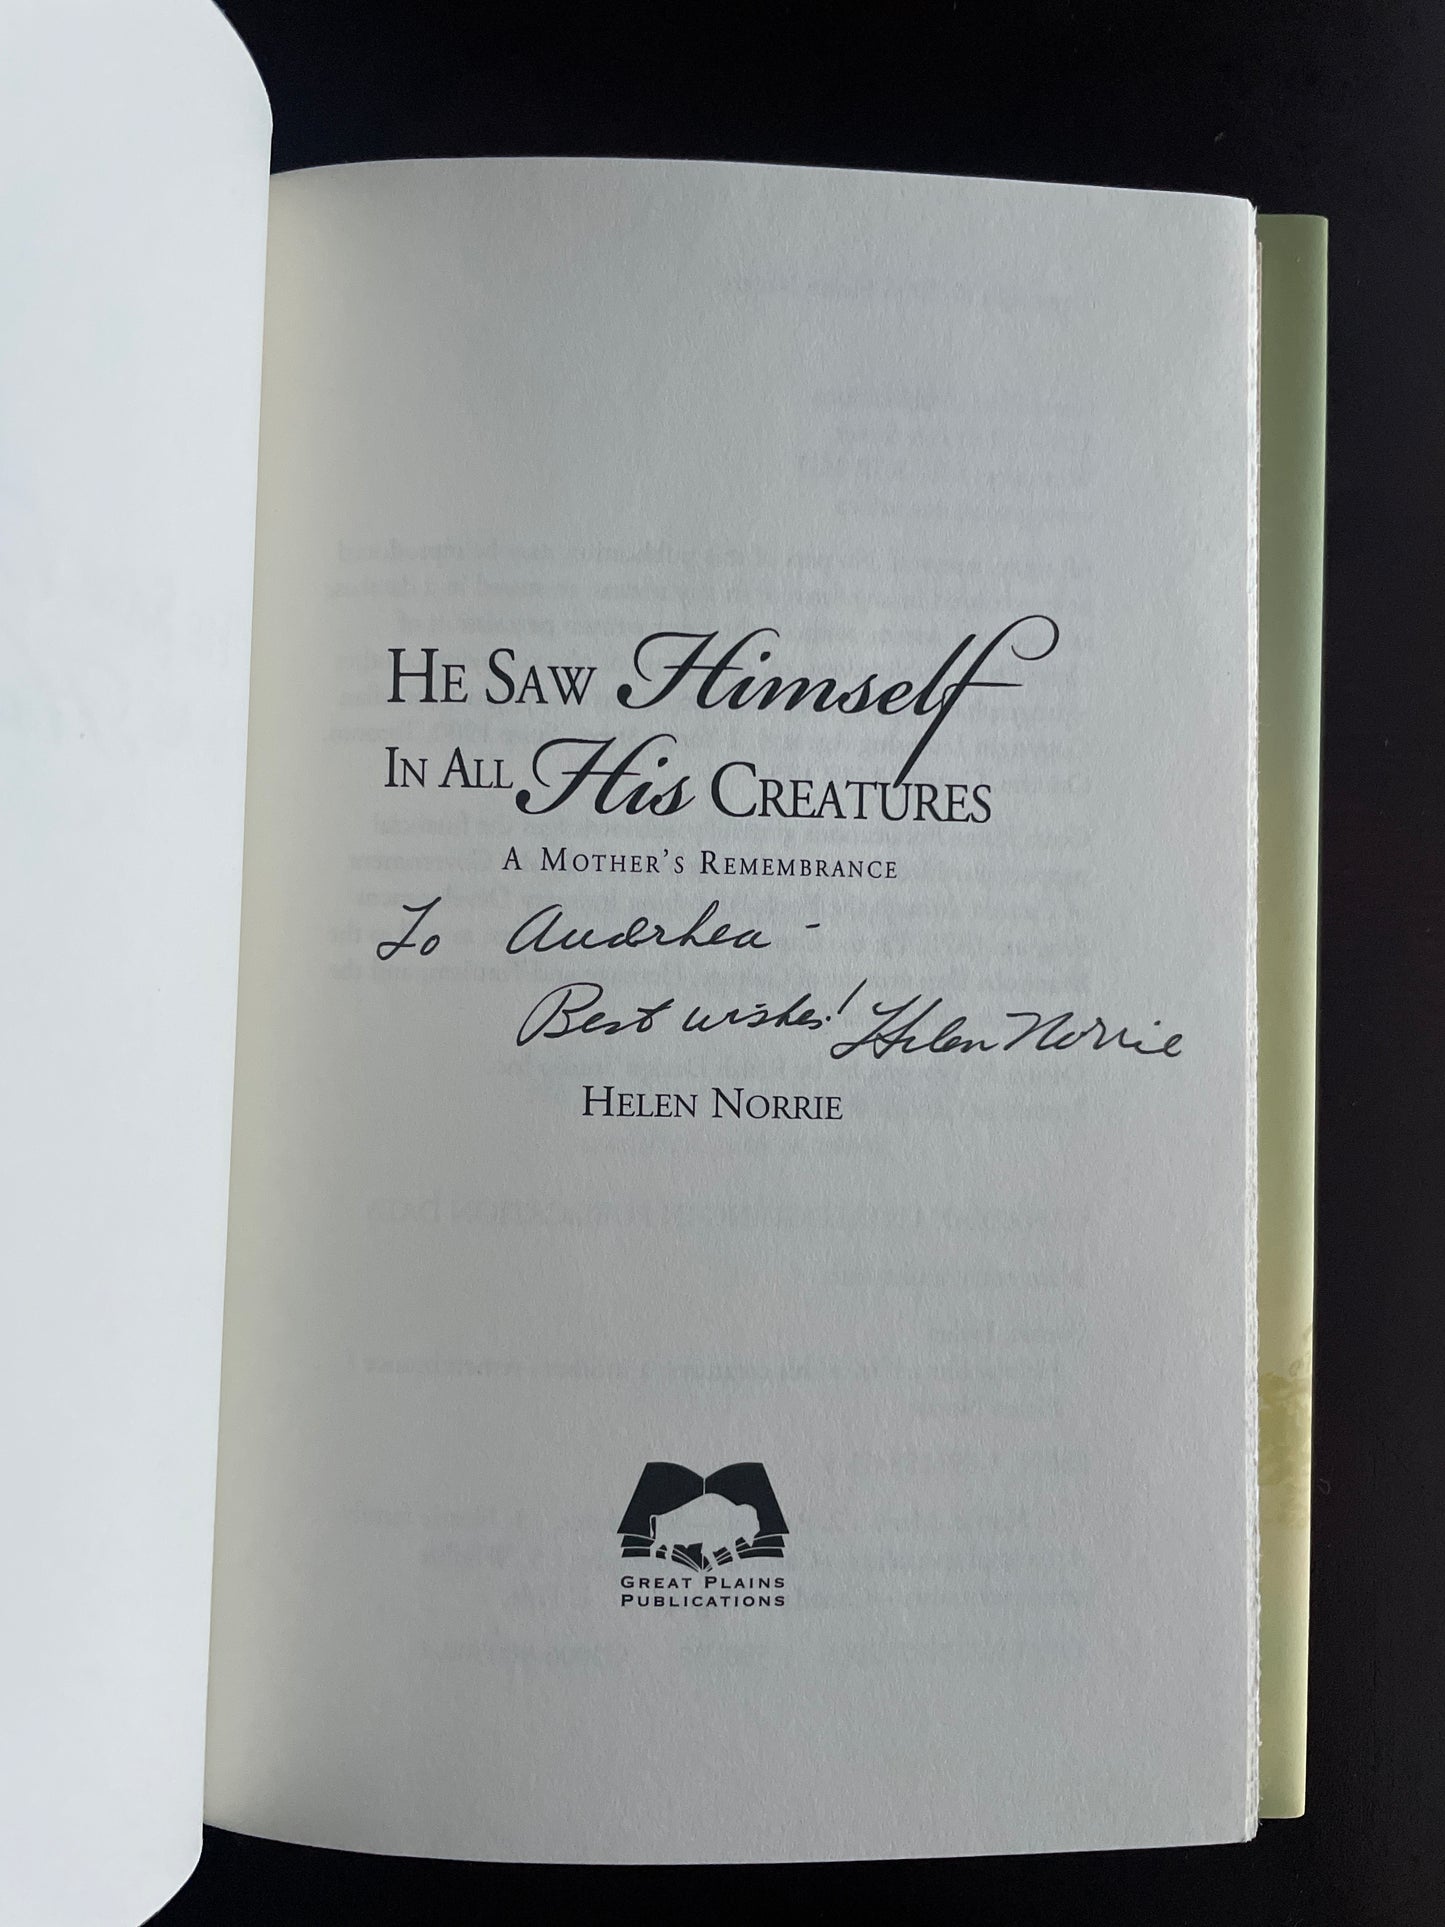 HE SAW Himself
IN ALL His CREATURES
A MOTHER'S REMEMBRANCE
To Audrhea -
Best wishes! Helen Norrie
HELEN NORRIE
GREAT PLAINS
PUBLICATIONS